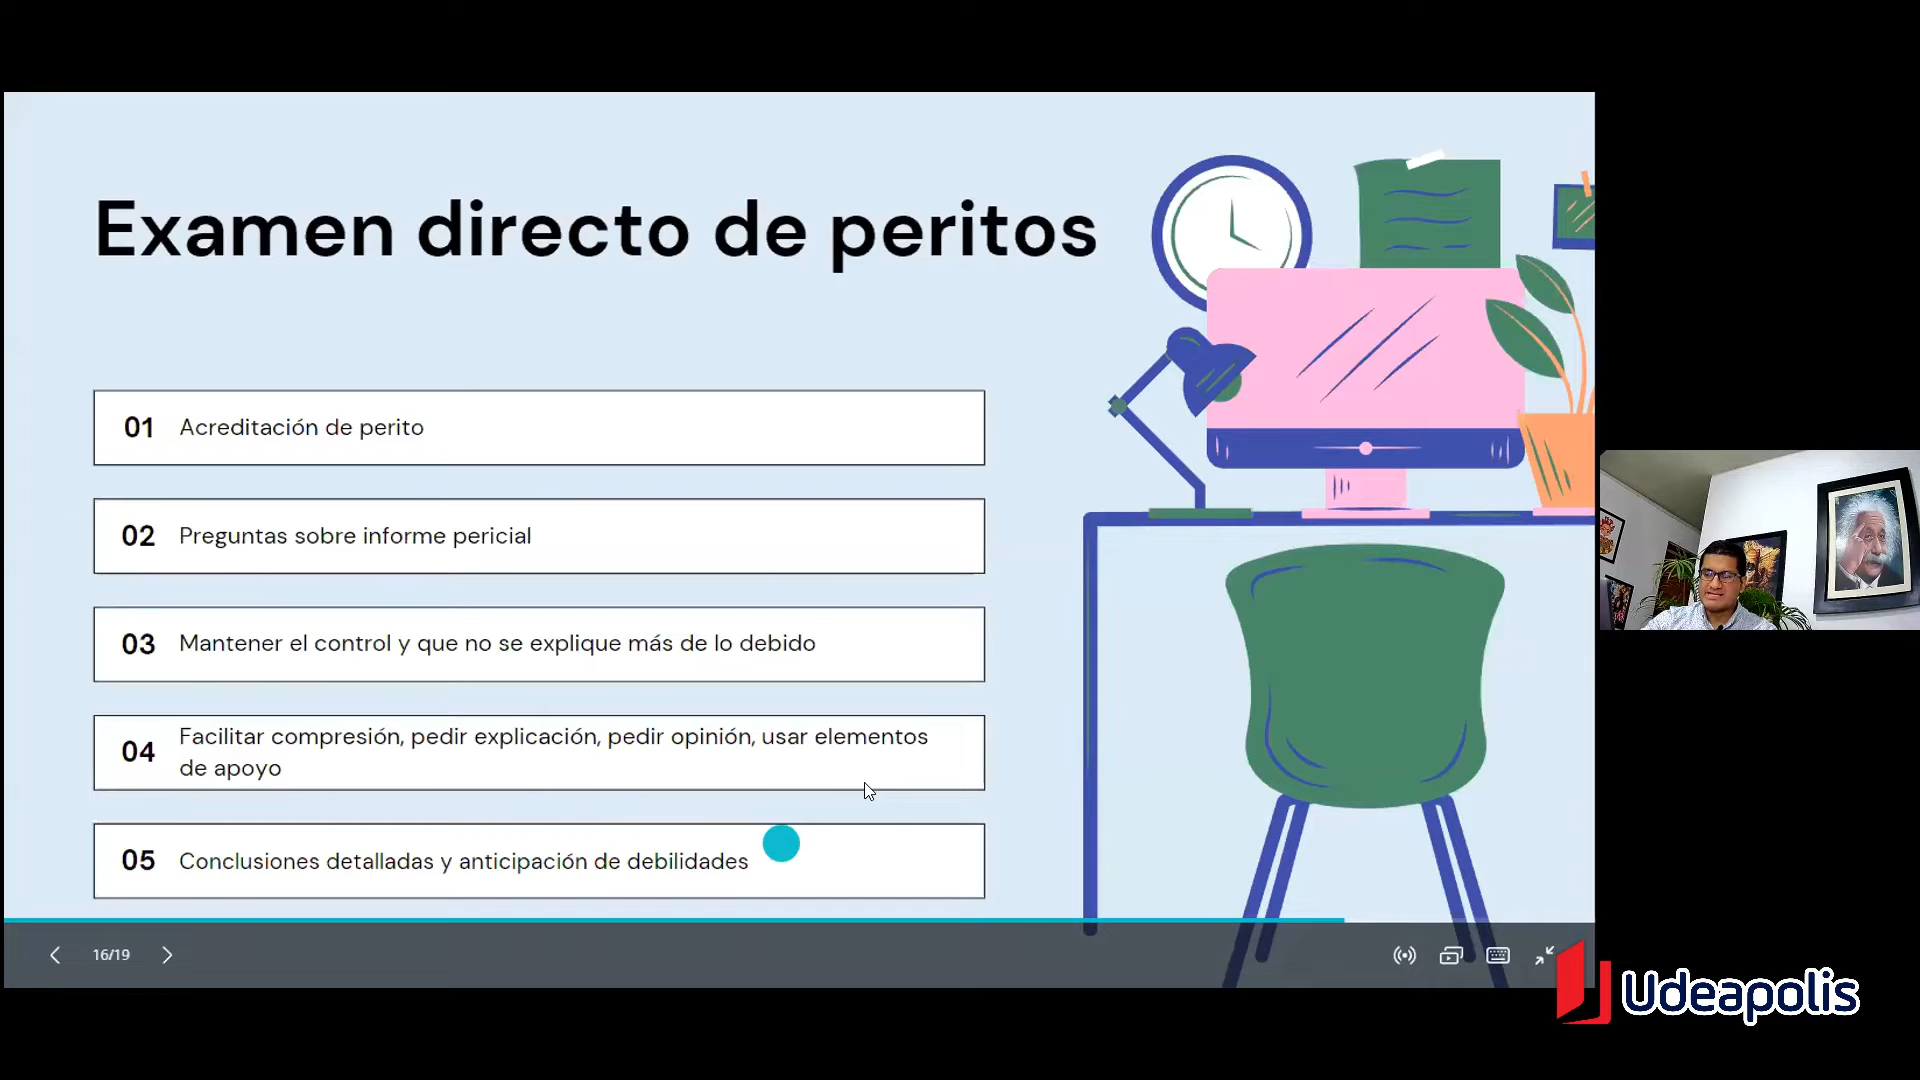 Examen directo de peritos
01 Acreditación de perito
02 Preguntas sobre informe pericial
03 Mantener el control y que no se explique más de lo debido
04 Facilitar compresión, pedir explicación, pedir opinión, usar elementos
de apoyo
05 Conclusiones detalladas y anticipación de debilidades
16/19
Udeapolis